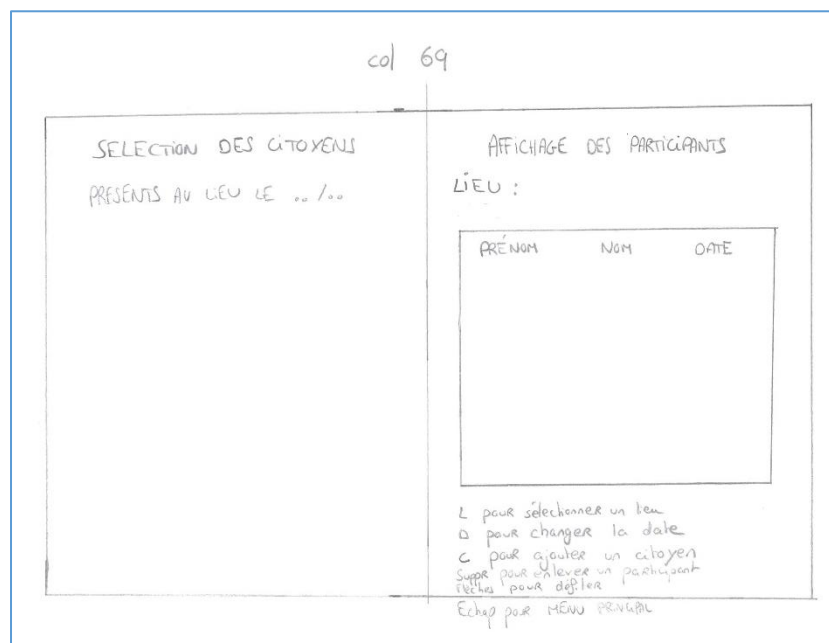 col 69
SELECTION DES CITOYENS
PRESENTS AU LIEU LE ../..
AFFICHAGE DES PARTICIPANTS
LIEU :
PRÉNOM NOM DATE
L pour sélectionner un lieu
D pour changer la date
C pour ajouter un citoyen
Suppr pour enlever un participant
Flèches pour défiler
Echap pour MENU PRINCIPAL